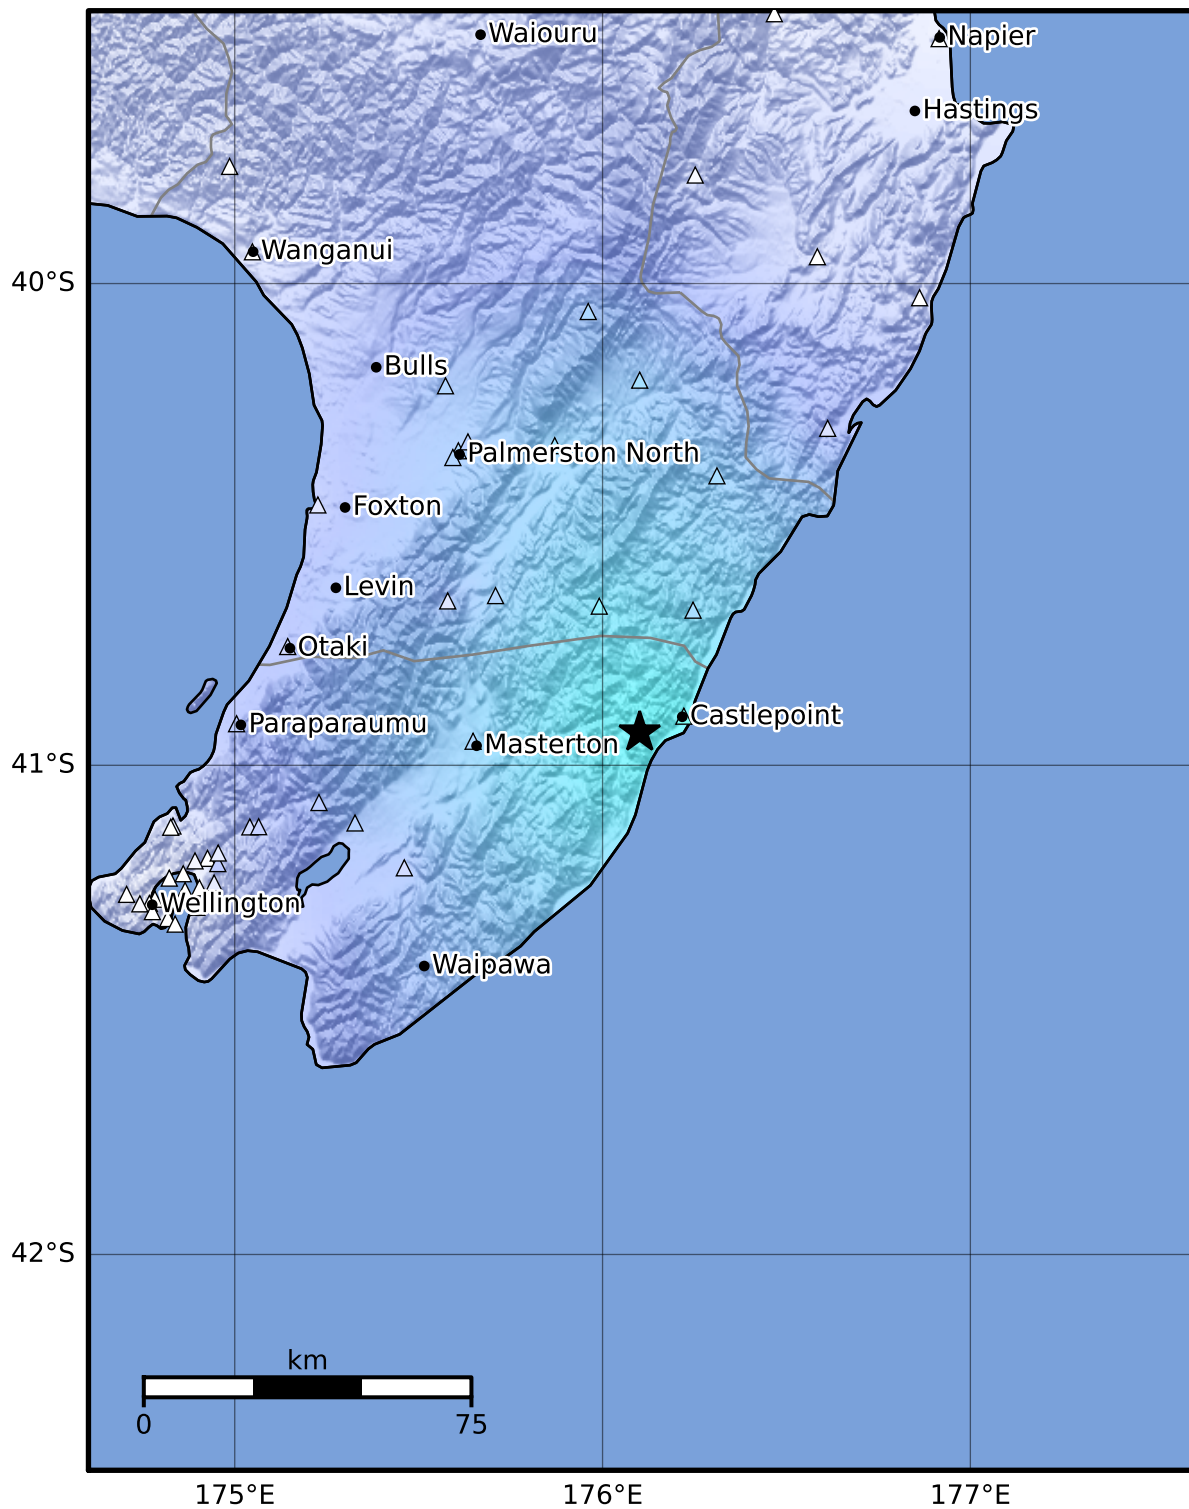 Waiouru
Napier
Hastings
Wanganui
40°S
Bulls
Palmerston North
Foxton
Levin
Otaki
Castlepoint
Paraparaumu
Masterton
41°S
Wellington
Waipawa
42°S
km
0
75
175°E
176°E
177°E